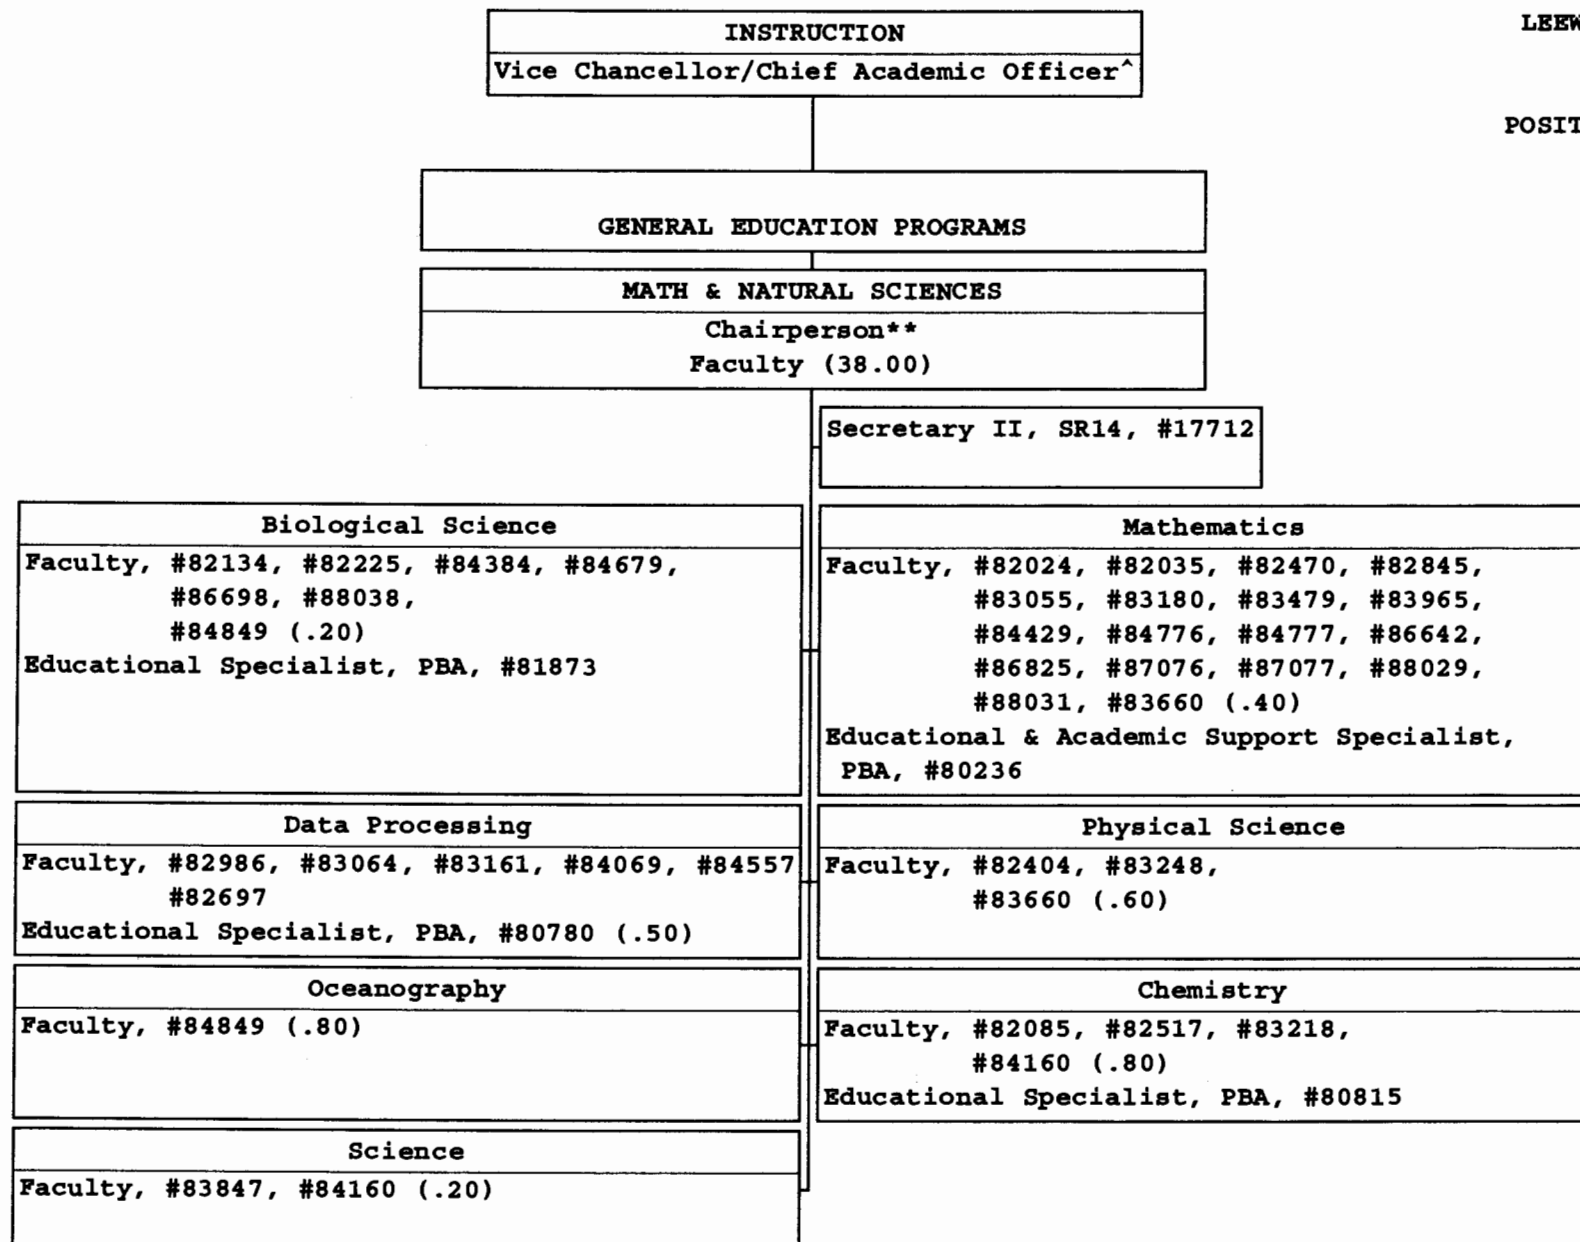 LEEW
INSTRUCTION
Vice Chancellor/Chief Academic Officer^
POSIT
GENERAL EDUCATION PROGRAMS
MATH & NATURAL SCIENCES
Chairperson**
Faculty (38.00)
Secretary II, SR14, #17712
Biological Science
Faculty, #82134, #82225, #84384, #84679,
#86698, #88038,
#84849 (.20)
Educational Specialist, PBA, #81873
Mathematics
Faculty, #82024, #82035, #82470, #82845,
#83055, #83180, #83479, #83965,
#84429, #84776, #84777, #86642,
#86825, #87076, #87077, #88029,
#88031, #83660 (.40)
Educational & Academic Support Specialist,
PBA, #80236
Data Processing
Faculty, #82986, #83064, #83161, #84069, #84557
#82697
Educational Specialist, PBA, #80780 (.50)
Physical Science
Faculty, #82404, #83248,
#83660 (.60)
Oceanography
Faculty, #84849 (.80)
Chemistry
Faculty, #82085, #82517, #83218,
#84160 (.80)
Educational Specialist, PBA, #80815
Science
Faculty, #83847, #84160 (.20)